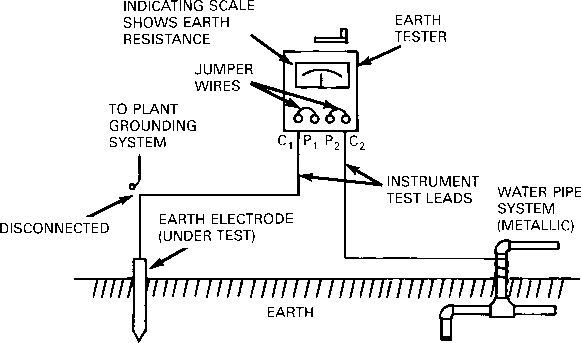 INDICATING SCALE
SHOWS EARTH
RESISTANCE
EARTH
TESTER
JUMPER
WIRES
TO PLANT
GROUNDING
SYSTEM
C1 P1 P2 C2
INSTRUMENT
TEST LEADS
WATER PIPE
SYSTEM
(METALLIC)
DISCONNECTED
EARTH ELECTRODE
(UNDER TEST)
EARTH